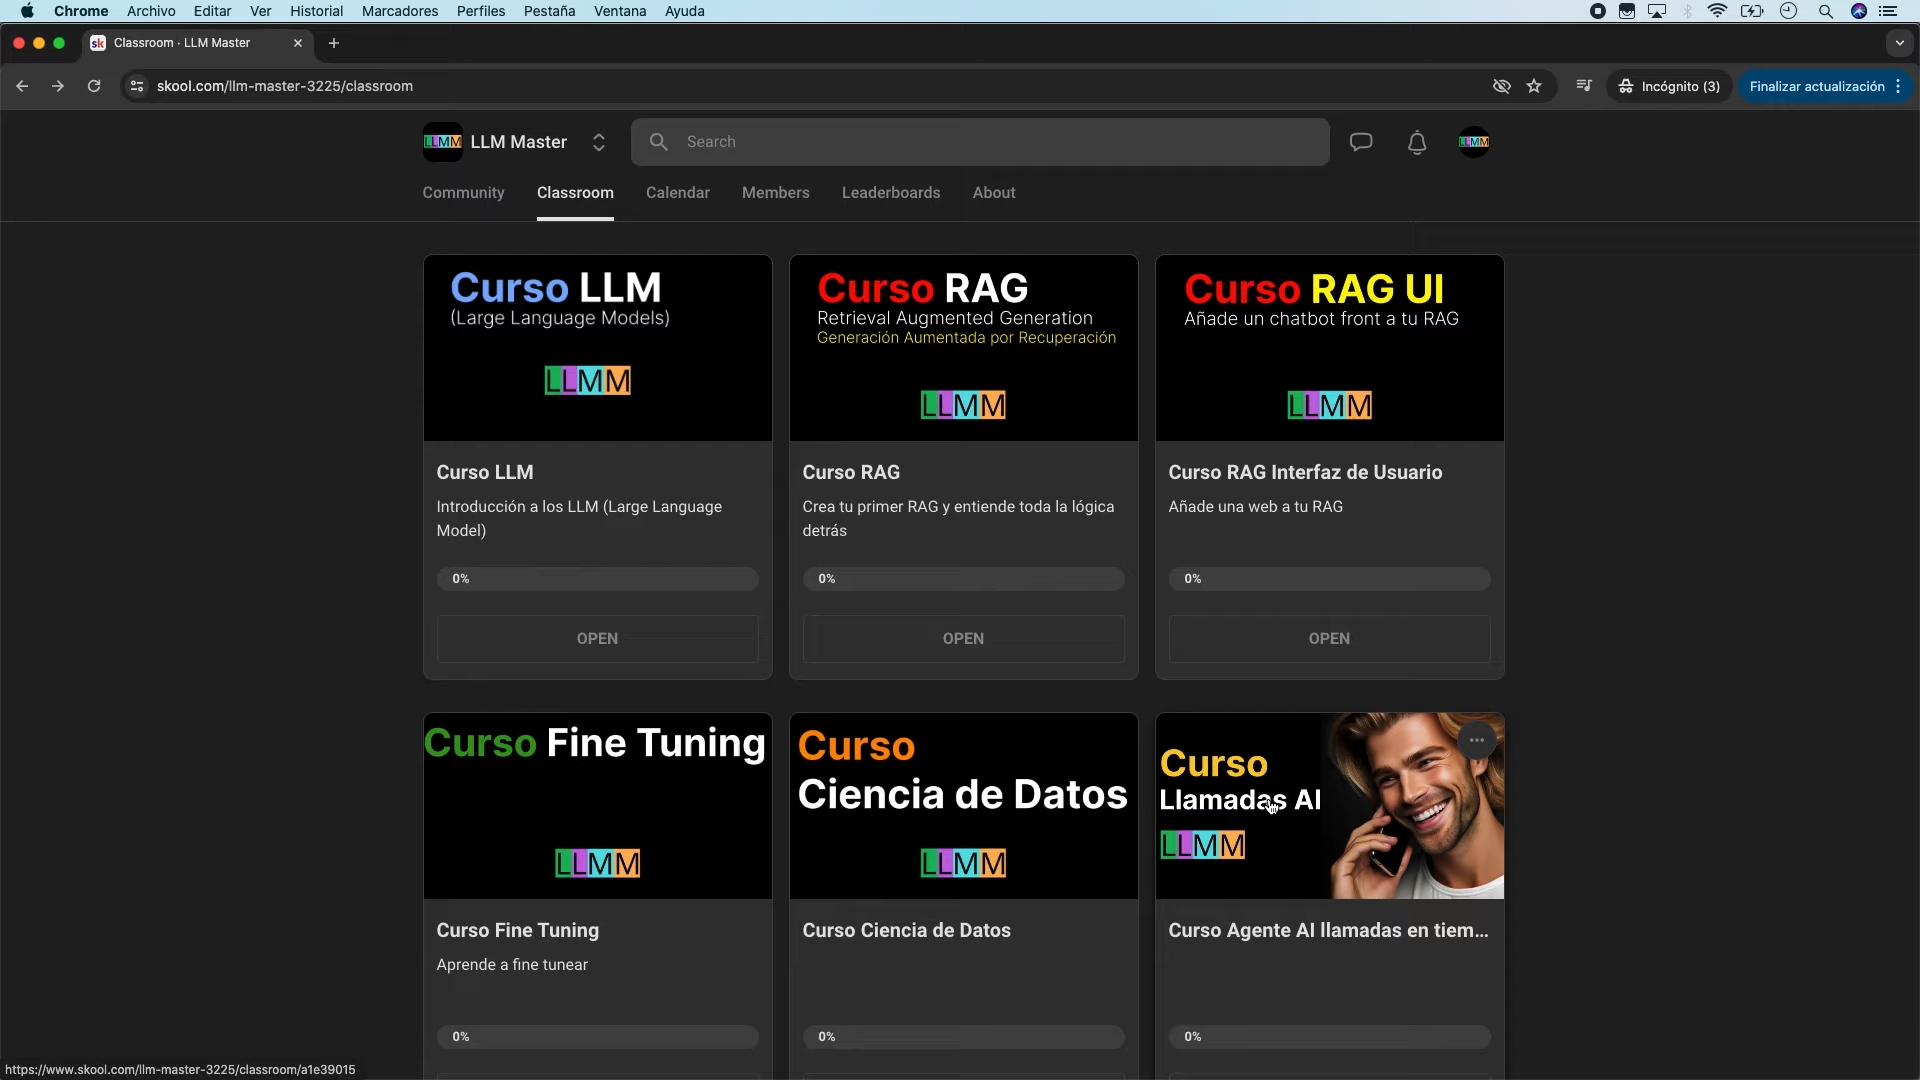 Chrome Archivo Editar Ver Historial Marcadores Perfiles Pestaña Ventana Ayuda
sk Classroom · LLM Master
skool.com/llm-master-3225/classroom
Incógnito (3)
Finalizar actualización
LLMM LLM Master
Search
LLMM
Community Classroom Calendar Members Leaderboards About
Curso LLM
(Large Language Models)
LLMM
Curso LLM
Introducción a los LLM (Large Language
Model)
0%
OPEN
Curso RAG
Retrieval Augmented Generation
Generación Aumentada por Recuperación
LLMM
Curso RAG
Crea tu primer RAG y entiende toda la lógica
detrás
0%
OPEN
Curso RAG UI
Añade un chatbot front a tu RAG
LLMM
Curso RAG Interfaz de Usuario
Añade una web a tu RAG
0%
OPEN
Curso Fine Tuning
LLMM
Curso Fine Tuning
Aprende a fine tunear
0%
Curso
Ciencia de Datos
LLMM
Curso Ciencia de Datos
0%
Curso
Llamadas AI
LLMM
Curso Agente AI llamadas en tiem...
0%
https://www.skool.com/llm-master-3225/classroom/a1e39015